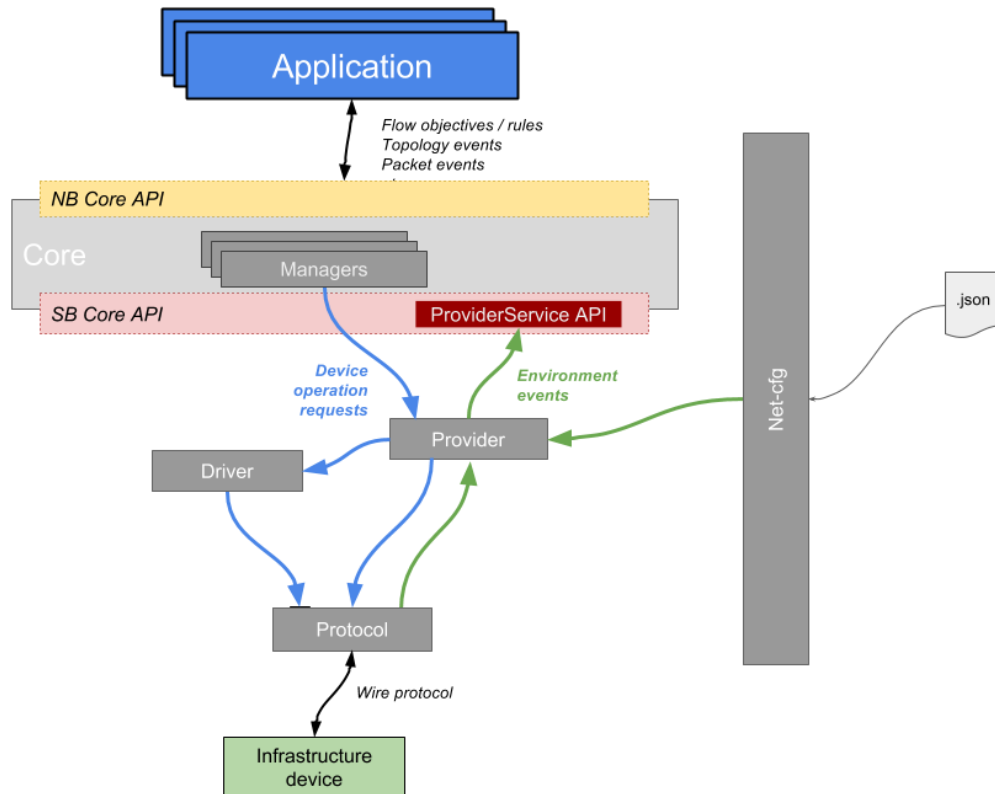 Application
Flow objectives / rules
Topology events
Packet events
NB Core API
Core
Managers
SB Core API
ProviderService API
.json
Device
operation
requests
Environment
events
Net-cfg
Provider
Driver
Protocol
Wire protocol
Infrastructure
device